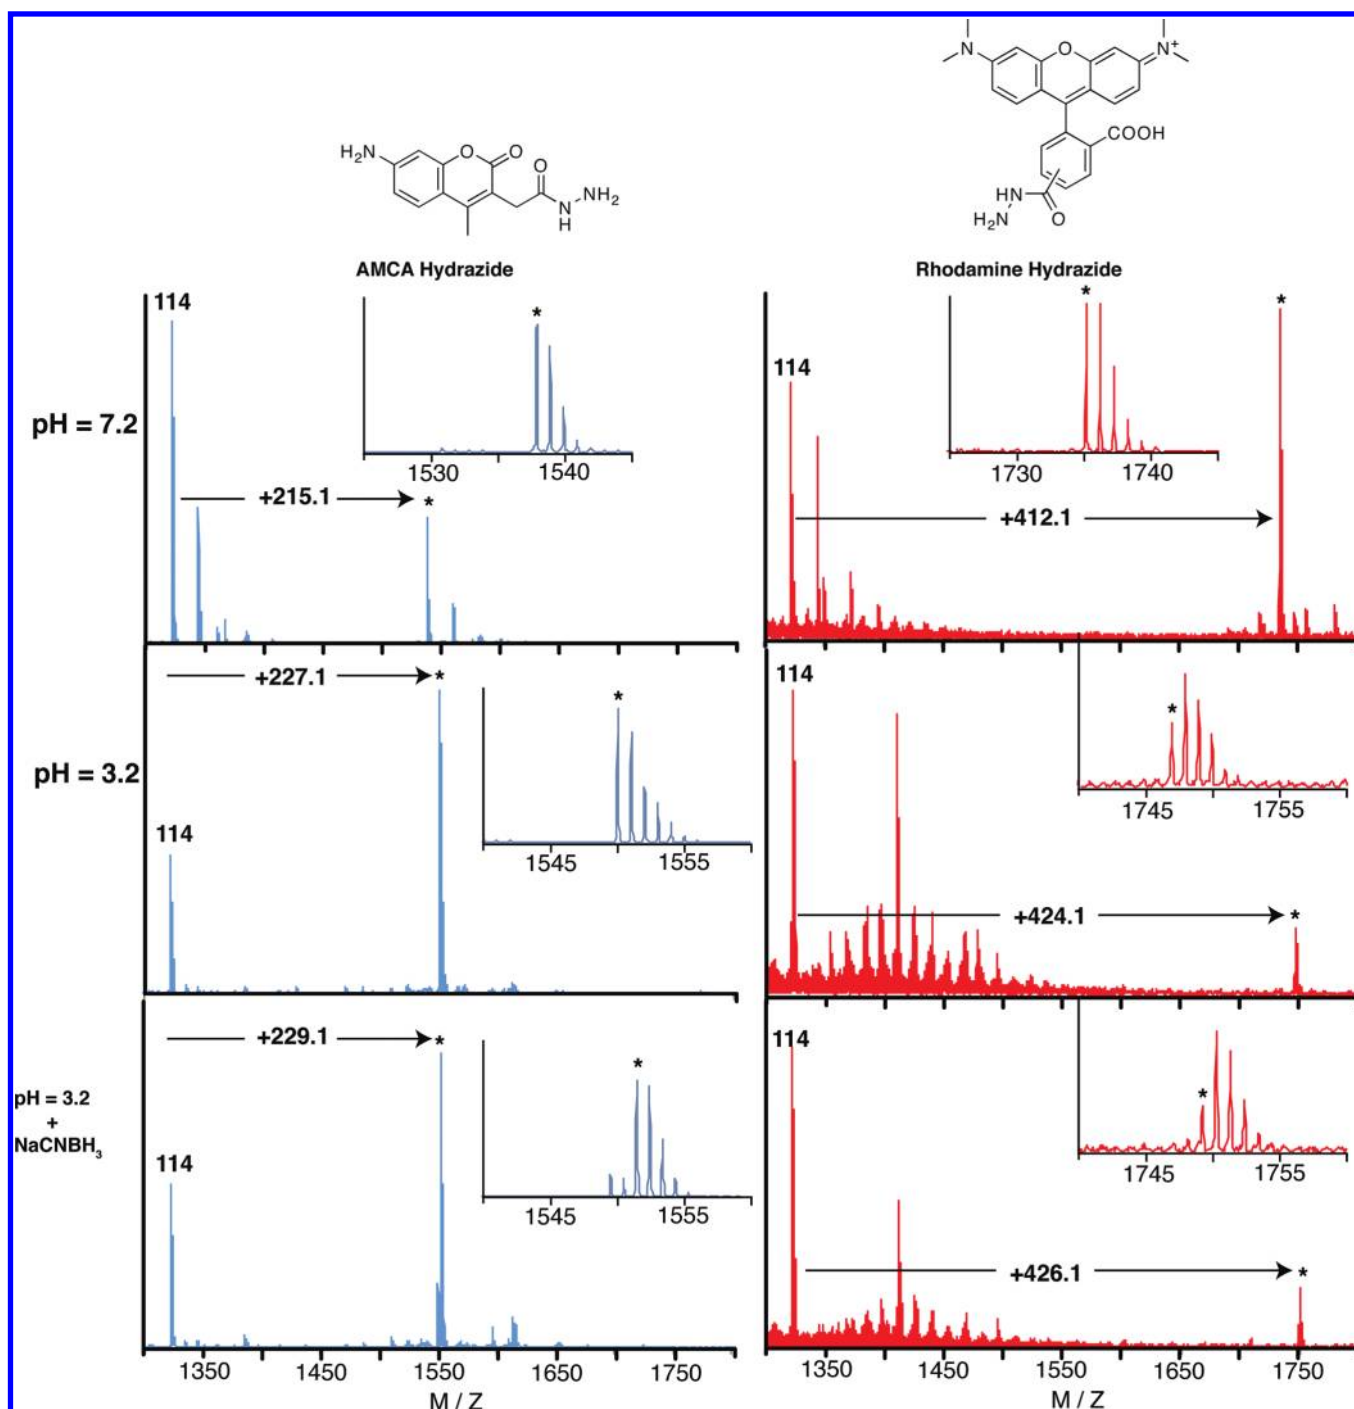 N
O
N+
COOH
HN
O
H2N
H2N
O
O
O
NH2
N
H
AMCA Hydrazide
Rhodamine Hydrazide
pH = 7.2
114
*
1530
1540
+215.1
*
114
*
1730
1740
*
+412.1
pH = 3.2
+227.1
*
114
*
1545
1555
114
*
1745
1755
+424.1
*
pH = 3.2
+
NaCNBH3
+229.1
*
114
*
1545
1555
114
*
1745
1755
+426.1
*
1350
1450
1550
1650
1750
M / Z
1350
1450
1550
1650
1750
M / Z